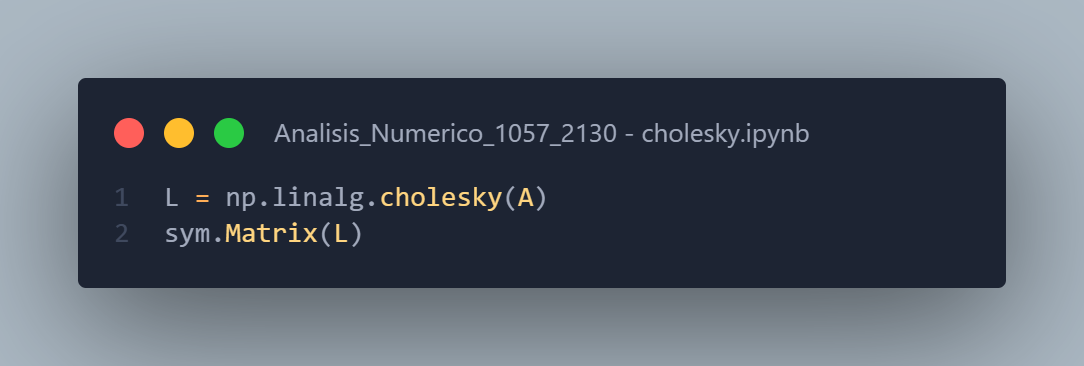 Analisis_Numerico_1057_2130 - cholesky.ipynb
1 L = np.linalg.cholesky(A)
2 sym.Matrix(L)